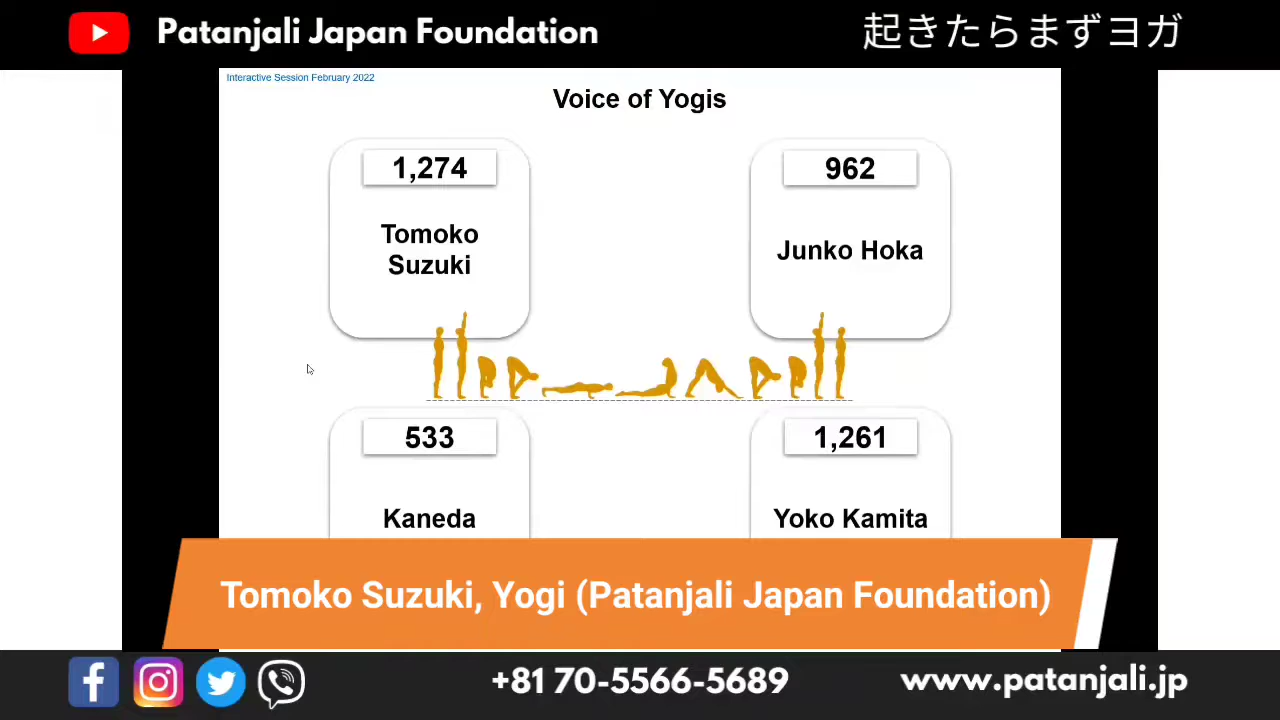 Patanjali Japan Foundation
起きたらまずヨガ
Interactive Session February 2022
Voice of Yogis
1,274
Tomoko
Suzuki
962
Junko Hoka
533
Kaneda
1,261
Yoko Kamita
Tomoko Suzuki, Yogi (Patanjali Japan Foundation)
+81 70-5566-5689
www.patanjali.jp